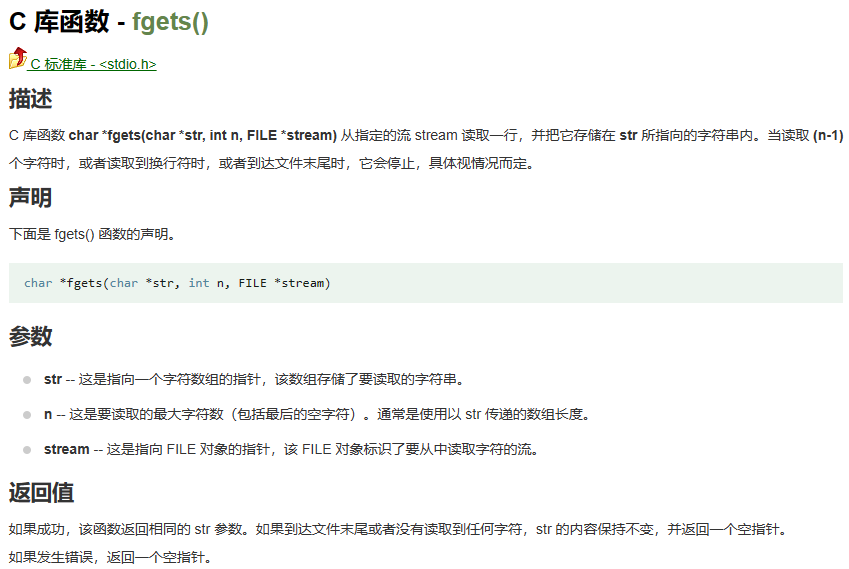 C 库函数 - fgets()
C 标准库 - <stdio.h>
描述
C 库函数 char *fgets(char *str, int n, FILE *stream) 从指定的流 stream 读取一行，并把它存储在 str 所指向的字符串内。当读取 (n-1)
个字符时，或者读取到换行符时，或者到达文件末尾时，它会停止，具体视情况而定。
声明
下面是 fgets() 函数的声明。
char *fgets(char *str, int n, FILE *stream)
参数
str -- 这是指向一个字符数组的指针，该数组存储了要读取的字符串。
n -- 这是要读取的最大字符数（包括最后的空字符）。通常是使用以 str 传递的数组长度。
stream -- 这是指向 FILE 对象的指针，该 FILE 对象标识了要从中读取字符的流。
返回值
如果成功，该函数返回相同的 str 参数。如果到达文件末尾或者没有读取到任何字符，str 的内容保持不变，并返回一个空指针。
如果发生错误，返回一个空指针。